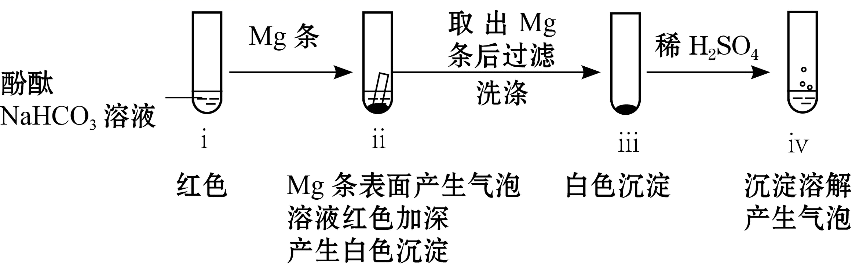 酚酞
NaHCO₃ 溶液
i
红色
Mg 条
ii
Mg 条表面产生气泡
溶液红色加深
产生白色沉淀
取出 Mg
条后过滤
洗涤
iii
白色沉淀
稀 H₂SO₄
iv
沉淀溶解
产生气泡